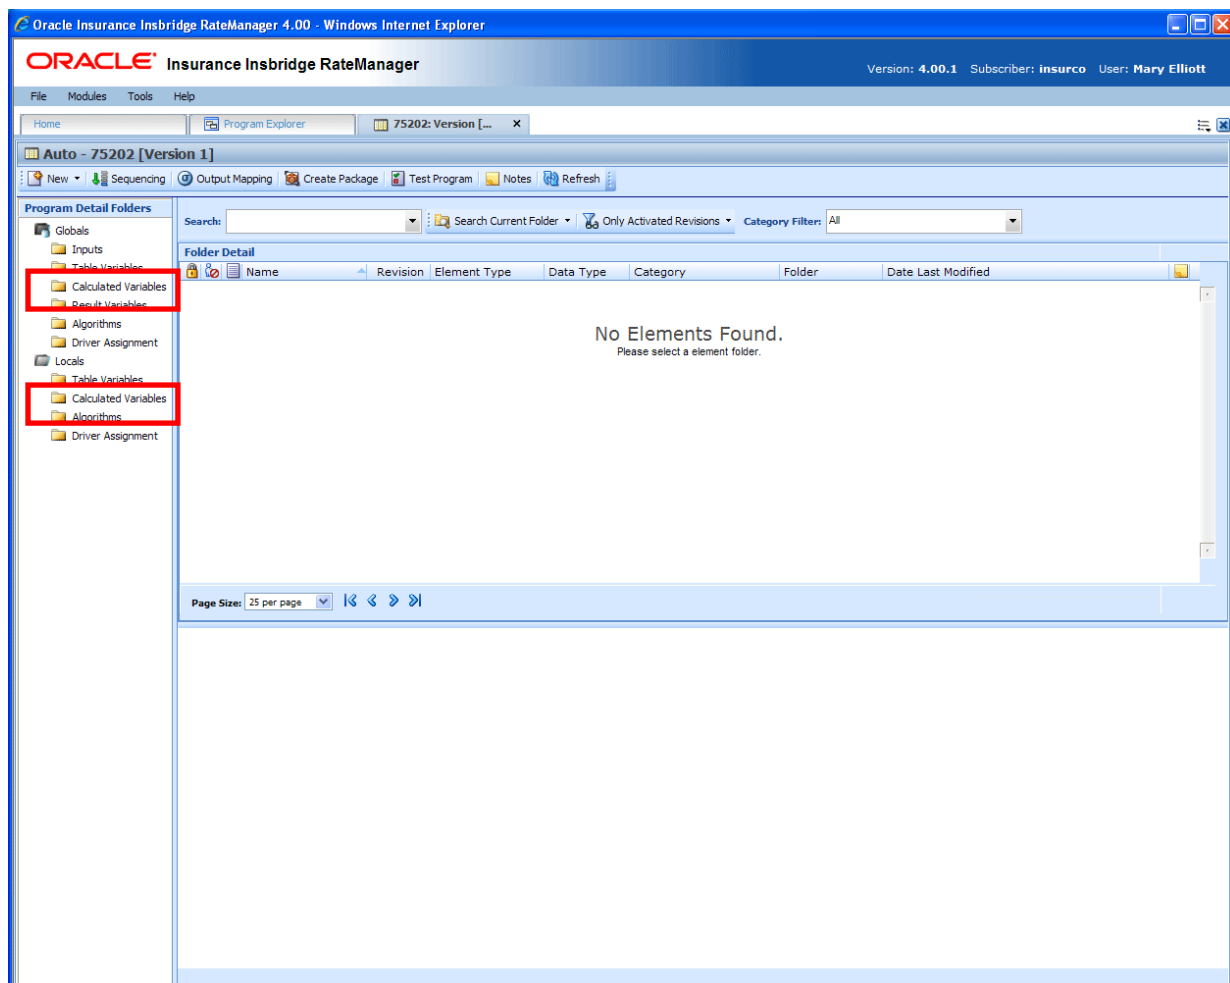 Oracle Insurance Insbridge RateManager 4.00 - Windows Internet Explorer
ORACLE Insurance Insbridge RateManager
Version: 4.00.1 Subscriber: insurco User: Mary Elliott
File Modules Tools Help
Home Program Explorer 75202: Version [...
Auto - 75202 [Version 1]
New Sequencing Output Mapping Create Package Test Program Notes Refresh
Program Detail Folders
Globals
Inputs
Table Variables
Calculated Variables
Result Variables
Algorithms
Driver Assignment
Locals
Table Variables
Calculated Variables
Algorithms
Driver Assignment
Search: Search Current Folder Only Activated Revisions Category Filter: All
Folder Detail
Name Revision Element Type Data Type Category Folder Date Last Modified
No Elements Found.
Please select a element folder.
Page Size: 25 per page